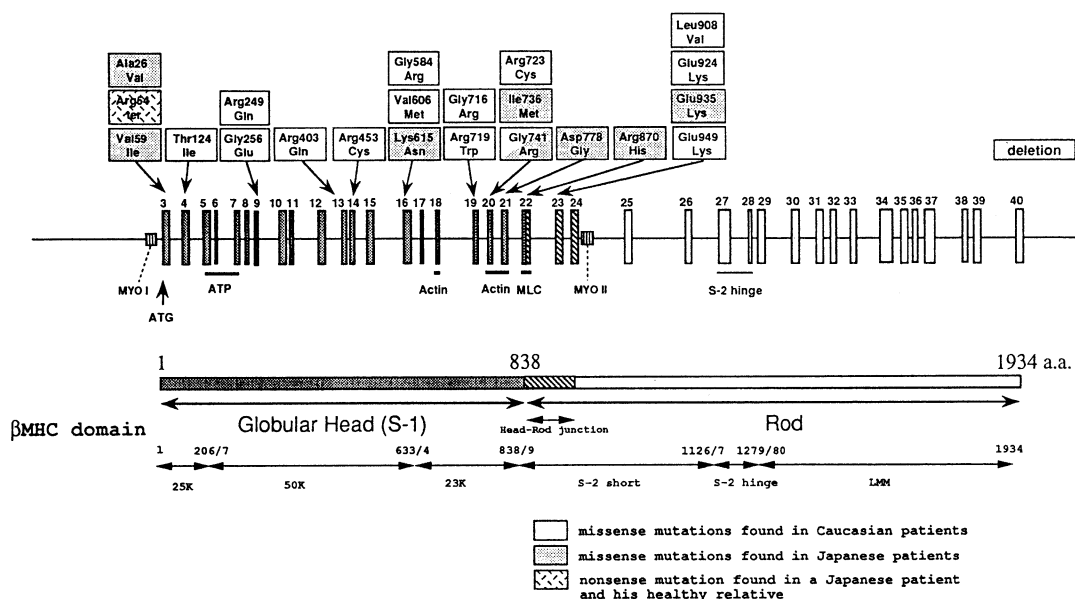 Leu908
Val
Ala26
Val
Gly584
Arg
Arg723
Cys
Glu924
Lys
Arg54
ter
Arg249
Gln
Val606
Met
Gly716
Arg
Ile736
Met
Glu935
Lys
Val59
Ile
Thr124
Ile
Gly256
Glu
Arg403
Gln
Arg453
Cys
Lys615
Asn
Arg719
Trp
Gly741
Arg
Asp778
Gly
Arg870
His
Glu949
Lys
deletion
3 4 5 6 7 8 9 10 11 12 13 14 15 16 17 18 19 20 21 22 23 24 25 26 27 28 29 30 31 32 33 34 35 36 37 38 39 40
MYO I
ATG
ATP
Actin
Actin
MLC
MYO II
S-2 hinge
1 838 1934 a.a.
βMHC domain
Globular Head (S-1)
Head-Rod junction
Rod
1 206/7 633/4 838/9 1126/7 1279/80 1934
25K 50K 23K S-2 short S-2 hinge LMM
missense mutations found in Caucasian patients
missense mutations found in Japanese patients
nonsense mutation found in a Japanese patient
and his healthy relative